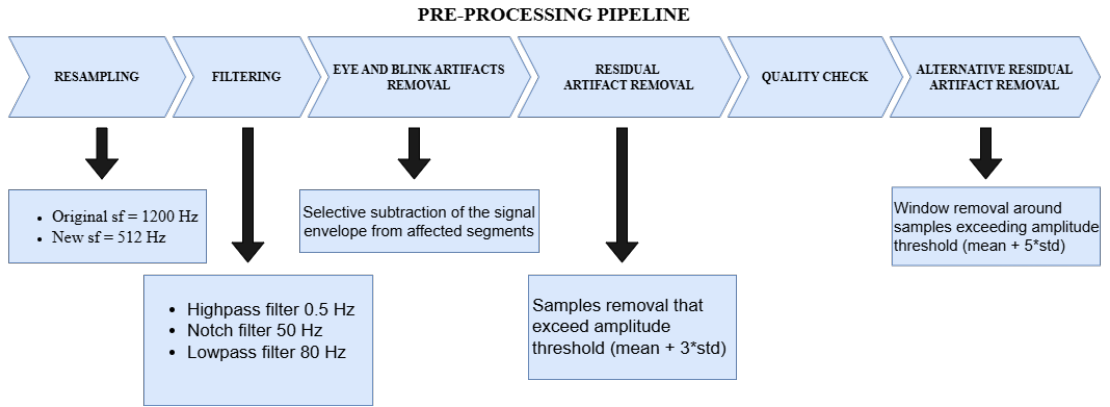 PRE-PROCESSING PIPELINE
RESAMPLING
FILTERING
EYE AND BLINK ARTIFACTS
REMOVAL
RESIDUAL
ARTIFACT REMOVAL
QUALITY CHECK
ALTERNATIVE RESIDUAL
ARTIFACT REMOVAL
• Original sf = 1200 Hz
• New sf = 512 Hz
• Highpass filter 0.5 Hz
• Notch filter 50 Hz
• Lowpass filter 80 Hz
Selective subtraction of the signal
envelope from affected segments
Samples removal that
exceed amplitude
threshold (mean + 3*std)
Window removal around
samples exceeding amplitude
threshold (mean + 5*std)